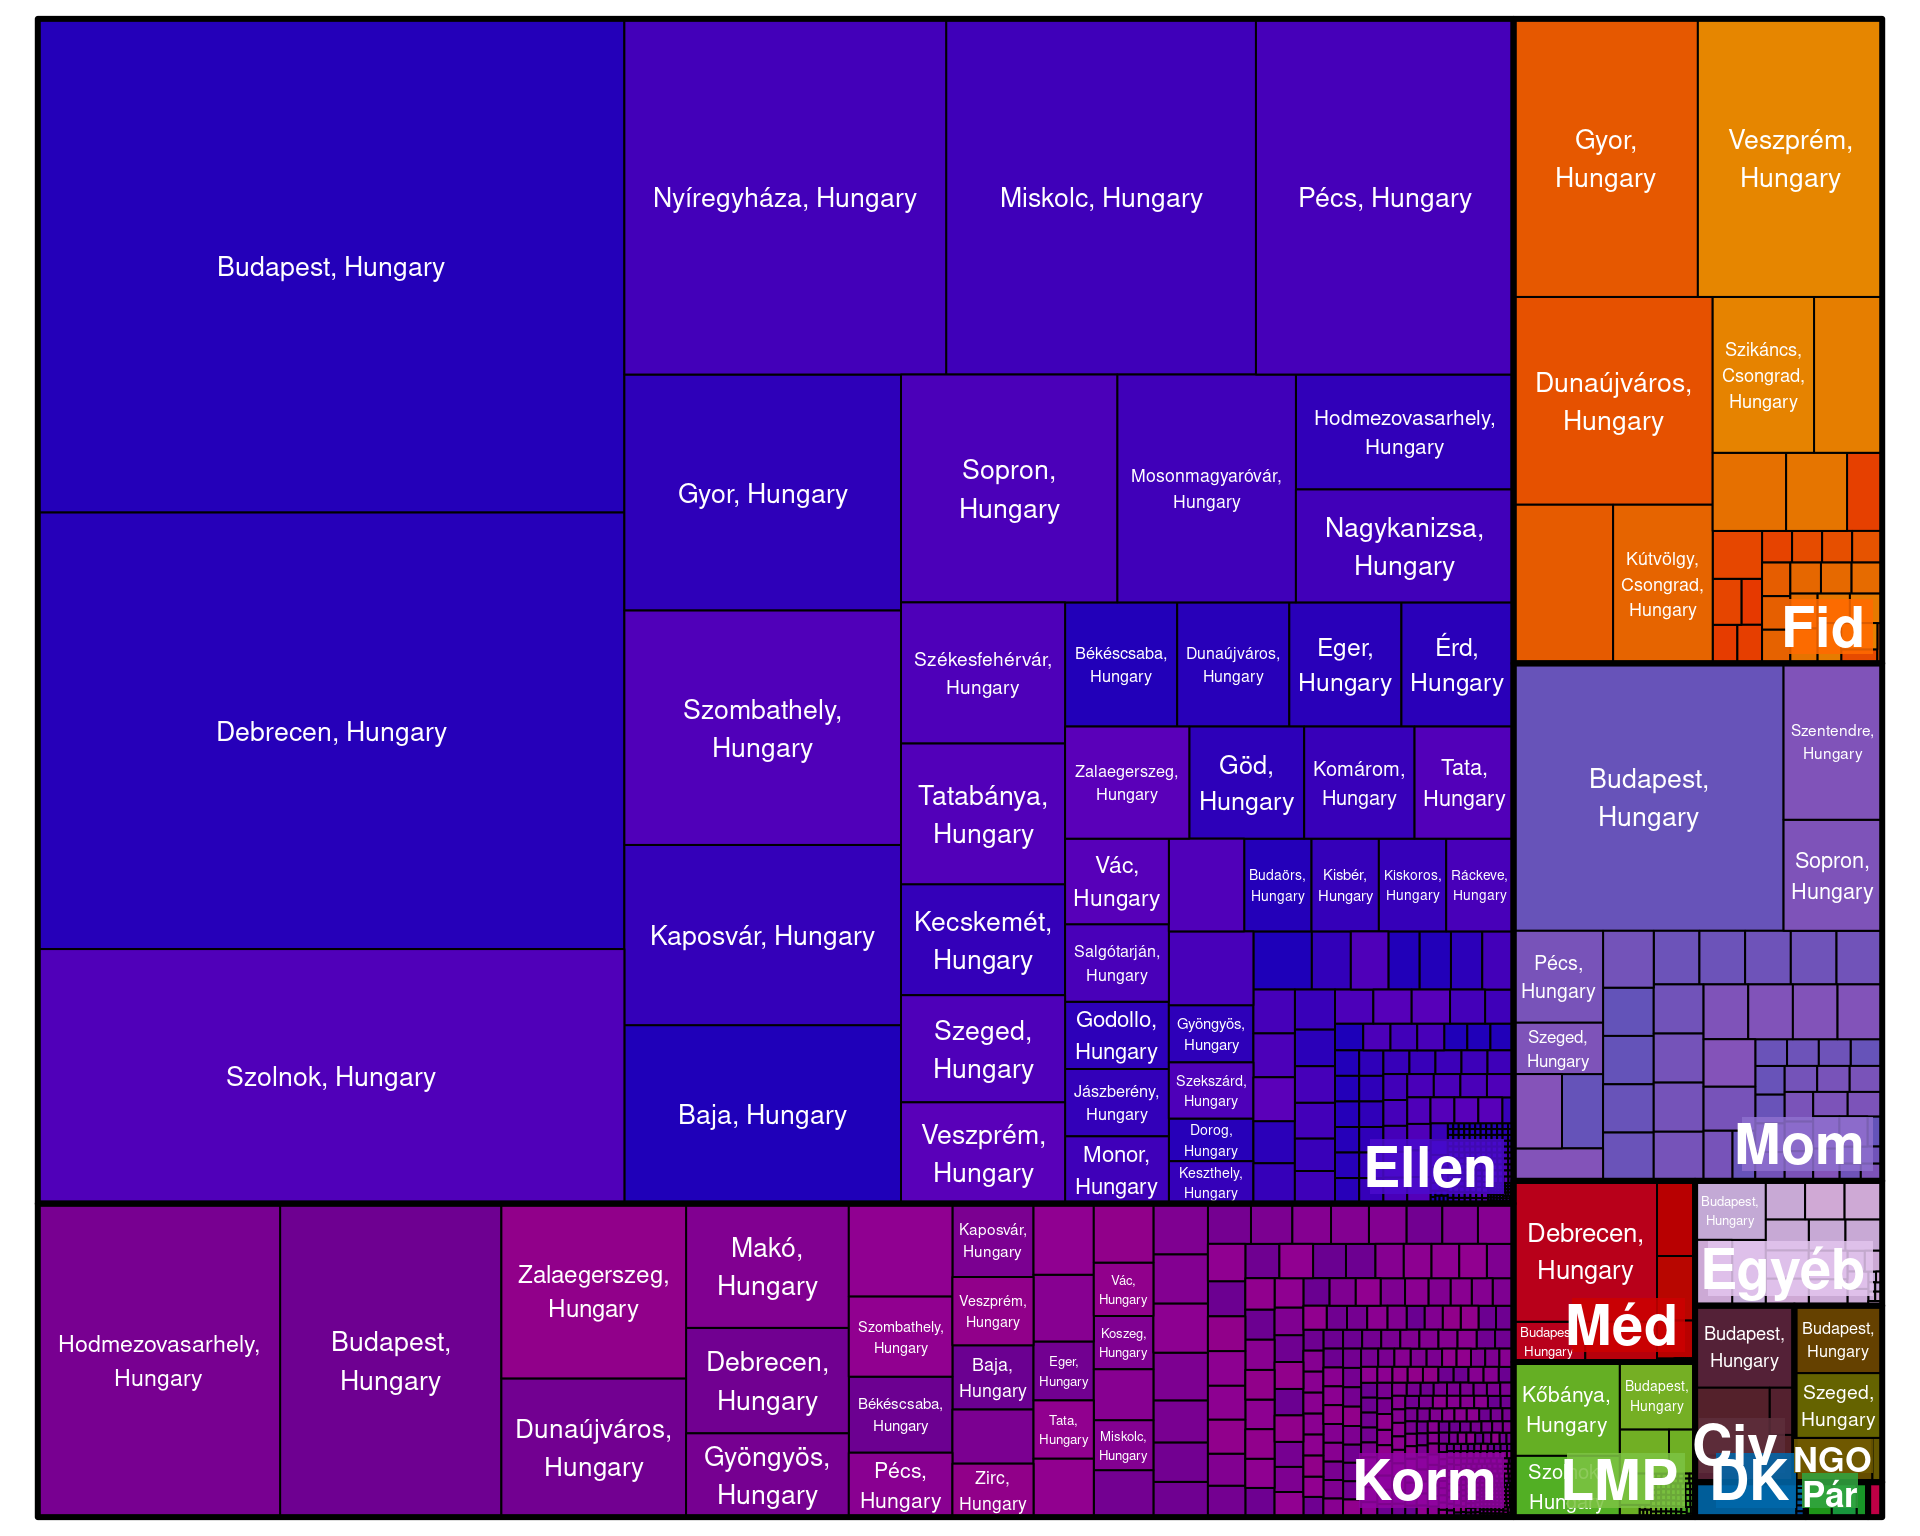 Budapest, Hungary
Debrecen, Hungary
Szolnok, Hungary
Nyíregyháza, Hungary
Miskolc, Hungary
Pécs, Hungary
Gyor, Hungary
Szombathely,
Hungary
Kaposvár, Hungary
Baja, Hungary
Sopron,
Hungary
Mosonmagyaróvár,
Hungary
Hodmezovasarhely,
Hungary
Nagykanizsa,
Hungary
Székesfehérvár,
Hungary
Tatabánya,
Hungary
Kecskemét,
Hungary
Szeged,
Hungary
Veszprém,
Hungary
Békéscsaba,
Hungary
Dunaújváros,
Hungary
Eger,
Hungary
Érd,
Hungary
Zalaegerszeg,
Hungary
Göd,
Hungary
Komárom,
Hungary
Tata,
Hungary
Vác,
Hungary
Budaörs,
Hungary
Kisbér,
Hungary
Kiskoros,
Hungary
Ráckeve,
Hungary
Salgótarján,
Hungary
Godollo,
Hungary
Jászberény,
Hungary
Monor,
Hungary
Gyöngyös,
Hungary
Szekszárd,
Hungary
Dorog,
Hungary
Keszthely,
Hungary
Ellen
Hodmezovasarhely,
Hungary
Budapest,
Hungary
Zalaegerszeg,
Hungary
Dunaújváros,
Hungary
Makó,
Hungary
Debrecen,
Hungary
Gyöngyös,
Hungary
Szombathely,
Hungary
Békéscsaba,
Hungary
Pécs,
Hungary
Kaposvár,
Hungary
Veszprém,
Hungary
Baja,
Hungary
Zirc,
Hungary
Eger,
Hungary
Tata,
Hungary
Vác,
Hungary
Koszeg,
Hungary
Miskolc,
Hungary
Korm
Gyor,
Hungary
Veszprém,
Hungary
Dunaújváros,
Hungary
Szikáncs,
Csongrad,
Hungary
Kútvölgy,
Csongrad,
Hungary
Fid
Budapest,
Hungary
Szentendre,
Hungary
Sopron,
Hungary
Pécs,
Hungary
Szeged,
Hungary
Mom
Debrecen,
Hungary
Budapest,
Hungary
Méd
Budapest,
Hungary
Egyéb
Kőbánya,
Hungary
Budapest,
Hungary
Hungary
LMP
Budapest,
Hungary
Civ
Budapest,
Hungary
Szeged,
Hungary
NGO
DK
Pár